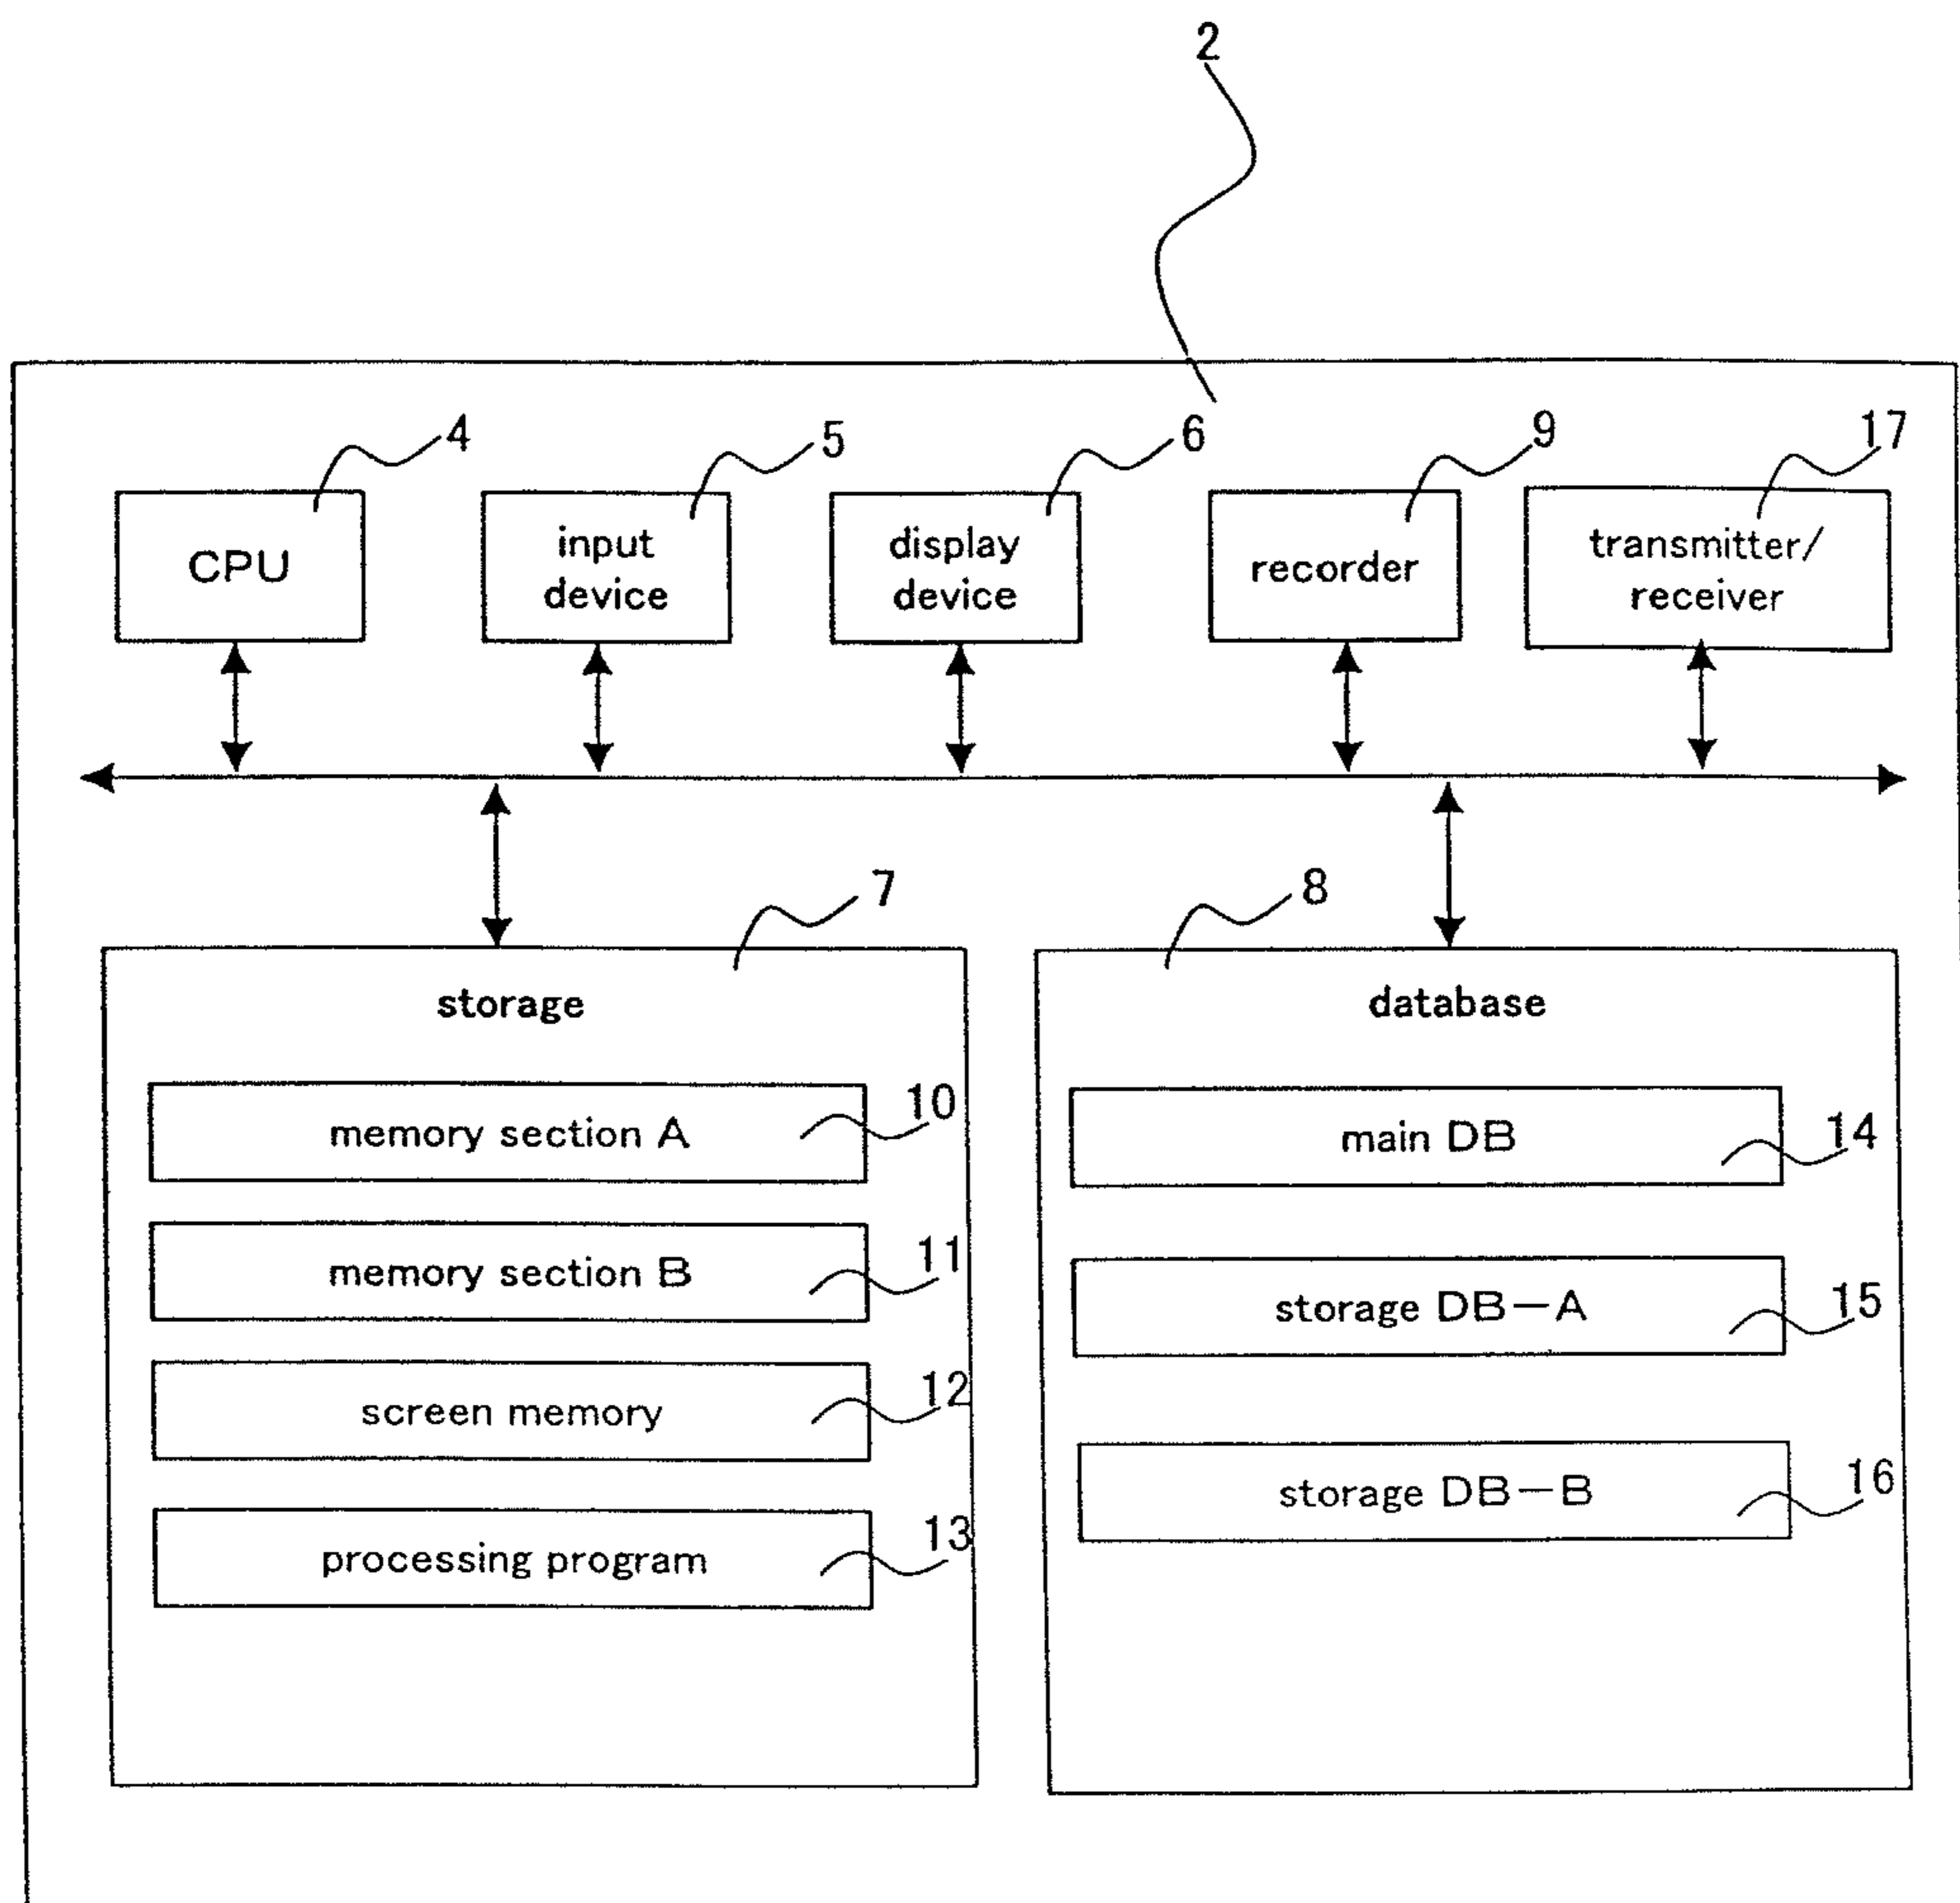 2
4
5
6
9
17
CPU
input
device
display
device
recorder
transmitter/
receiver
7
8
storage
memory section A
10
memory section B
11
screen memory
12
processing program
13
database
main DB
14
storage DB-A
15
storage DB-B
16